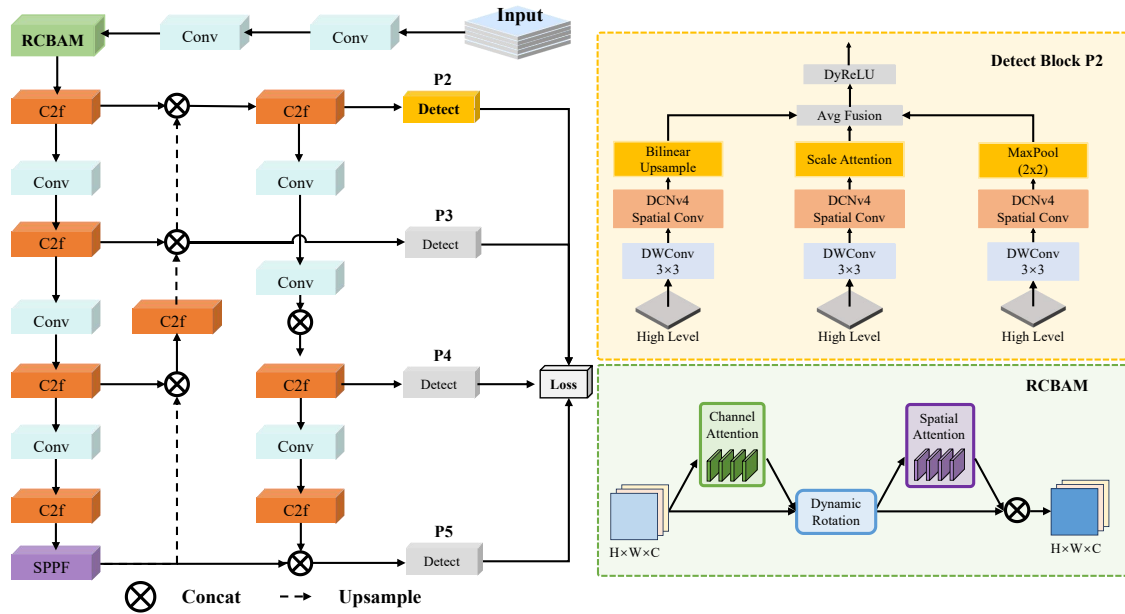 Input
RCBAM
Conv
Conv
P2
C2f
C2f
Detect
Conv
Conv
P3
C2f
Detect
Conv
Conv
C2f
P4
C2f
C2f
Detect
Loss
Conv
Conv
C2f
C2f
P5
SPPF
Detect
Concat
Upsample
Detect Block P2
DyReLU
Avg Fusion
Bilinear
Upsample
Scale Attention
MaxPool
(2x2)
DCNv4
Spatial Conv
DCNv4
Spatial Conv
DCNv4
Spatial Conv
DWConv
3×3
DWConv
3×3
DWConv
3×3
High Level
High Level
High Level
RCBAM
Channel
Attention
Spatial
Attention
Dynamic
Rotation
H×W×C
H×W×C